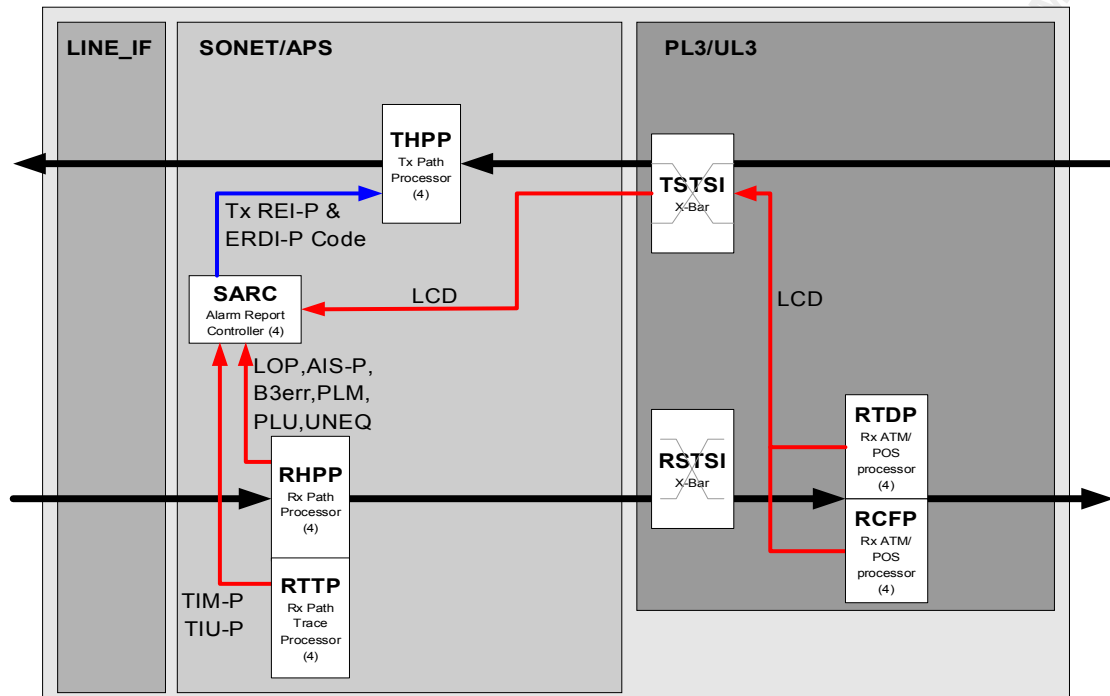 LINE_IF
SONET/APS
PL3/UL3
THPP
Tx Path
Processor
(4)
TSTSI
X-Bar
Tx REI-P &
ERDI-P Code
SARC
Alarm Report
Controller (4)
LCD
LCD
LOP,AIS-P,
B3err,PLM,
PLU,UNEQ
RHPP
Rx Path
Processor
(4)
RSTSI
X-Bar
RTDP
Rx ATM/
POS
processor
(4)
RCFP
Rx ATM/
POS
processor
(4)
RTTP
Rx Path
Trace
Processor
(4)
TIM-P
TIU-P